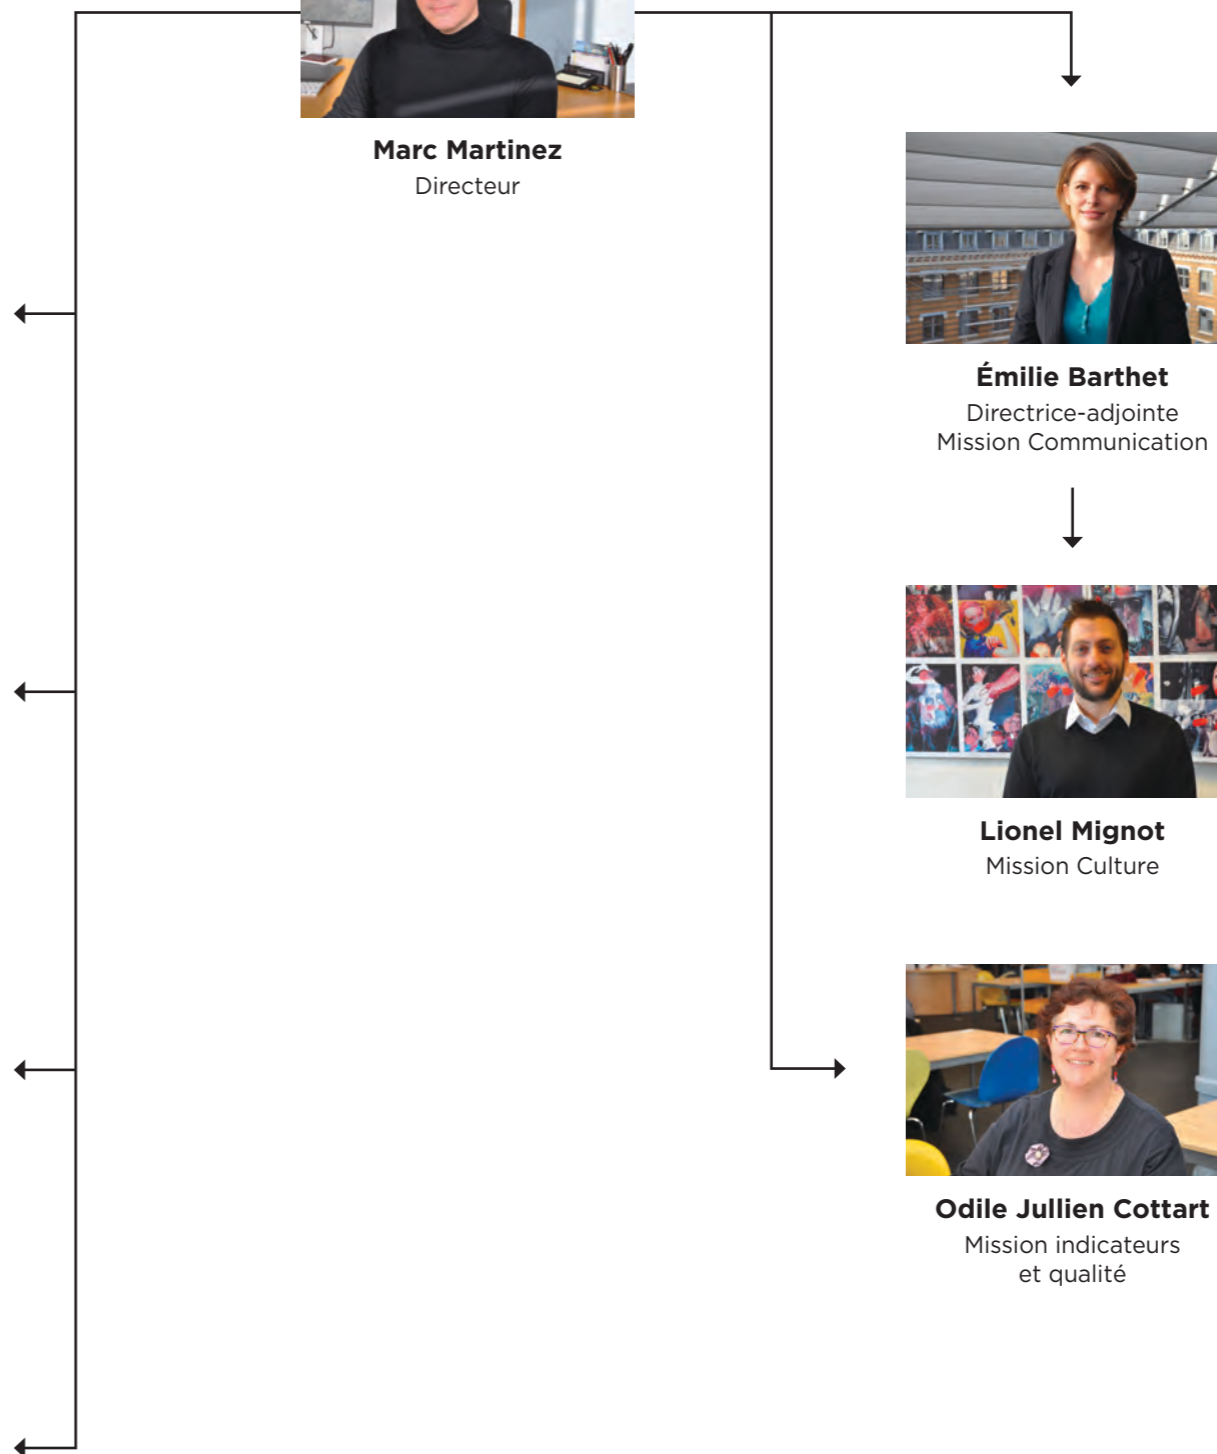 Marc Martinez
Directeur
Émilie Barthet
Directrice-adjointe
Mission Communication
Lionel Mignot
Mission Culture
Odile Jullien Cottart
Mission indicateurs
et qualité